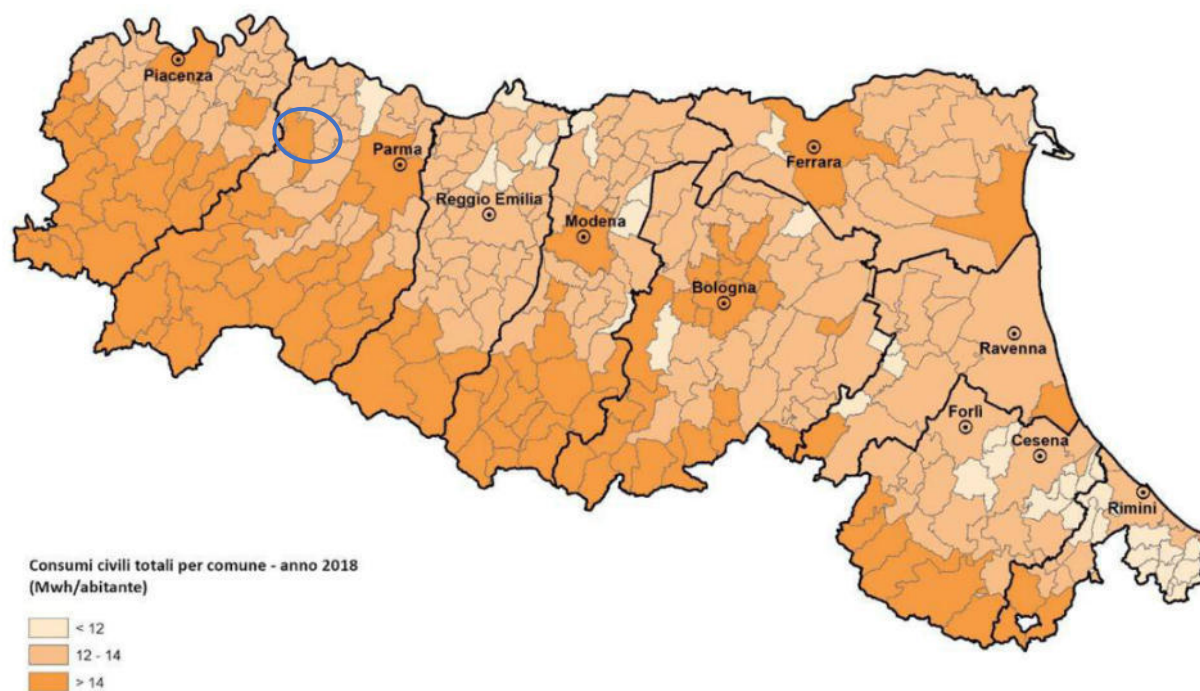 Piacenza
Parma
Reggio Emilia
Modena
Ferrara
Bologna
Ravenna
Forlì
Cesena
Rimini
Consumi civili totali per comune - anno 2018
(Mwh/abitante)
< 12
12 - 14
> 14